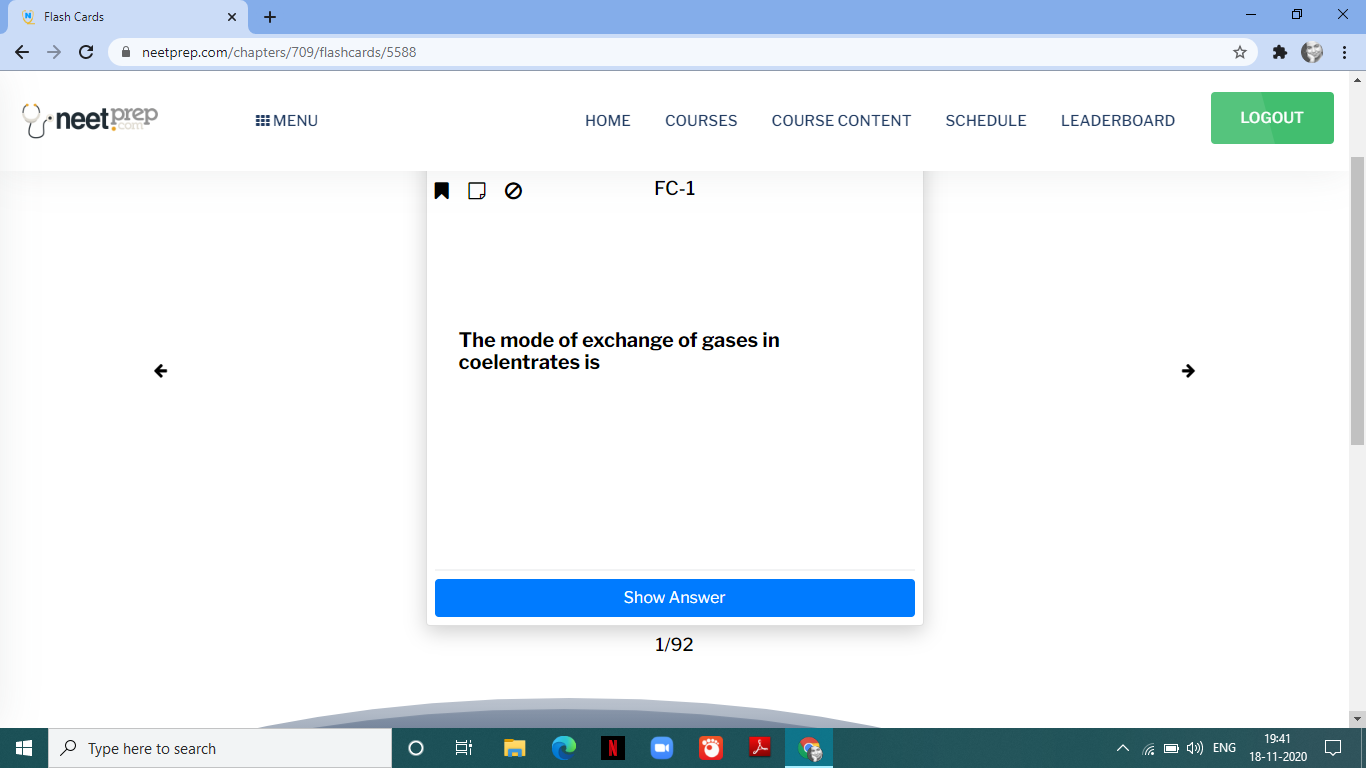 Flash Cards
neetprep.com/chapters/709/flashcards/5588
neetprep
.com
MENU
HOME
COURSES
COURSE CONTENT
SCHEDULE
LEADERBOARD
LOGOUT
FC-1
The mode of exchange of gases in
coelentrates is
Show Answer
1/92
Type here to search
ENG
19:41
18-11-2020